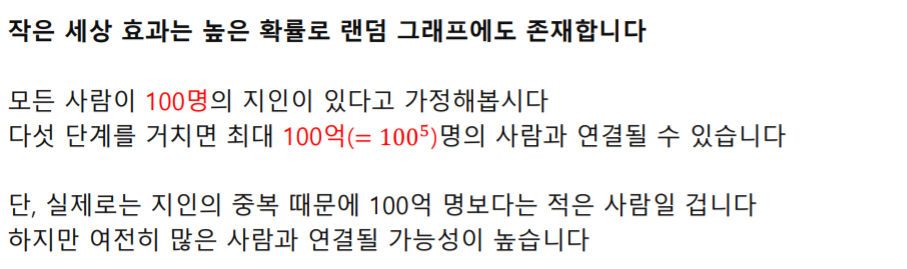 작은 세상 효과는 높은 확률로 랜덤 그래프에도 존재합니다
모든 사람이 100명의 지인이 있다고 가정해봅시다
다섯 단계를 거치면 최대 100억(= 100⁵)명의 사람과 연결될 수 있습니다
단, 실제로는 지인의 중복 때문에 100억 명보다는 적은 사람일 겁니다
하지만 여전히 많은 사람과 연결될 가능성이 높습니다